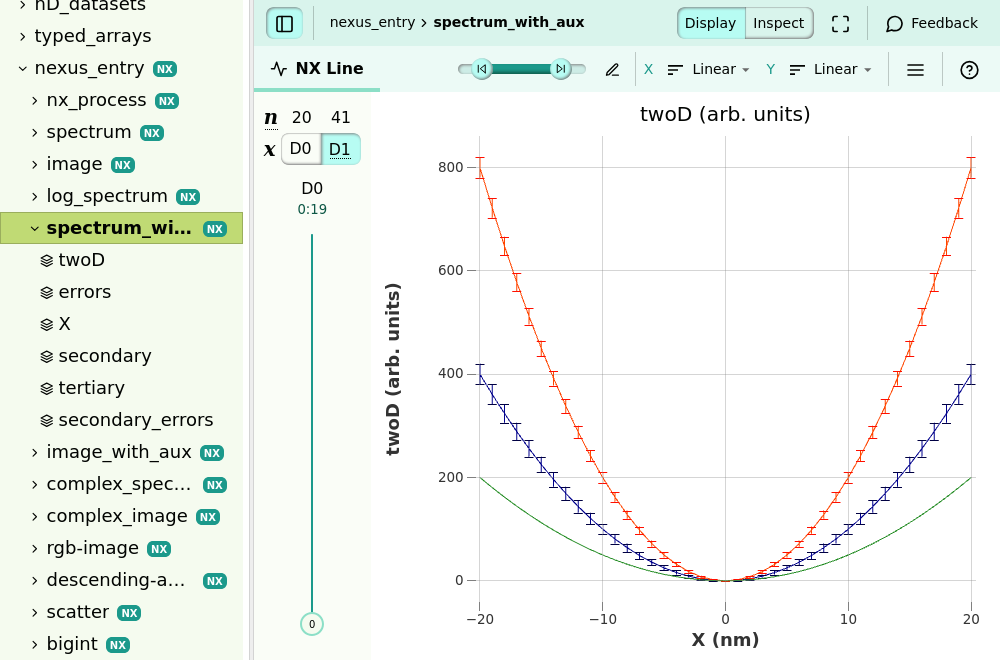 nD_datasets
typed_arrays
nexus_entry NX
nx_process NX
spectrum NX
image NX
log_spectrum NX
spectrum_wi... NX
twoD
errors
X
secondary
tertiary
secondary_errors
image_with_aux NX
complex_spec... NX
complex_image NX
rgb-image NX
descending-a... NX
scatter NX
bigint NX
nexus_entry › spectrum_with_aux
Display Inspect
Feedback
NX Line
X Linear
Y Linear
n 20 41
x D0 D1
D0
0:19
0
twoD (arb. units)
twoD (arb. units)
800
600
400
200
0
−20 −10 0 10 20
X (nm)